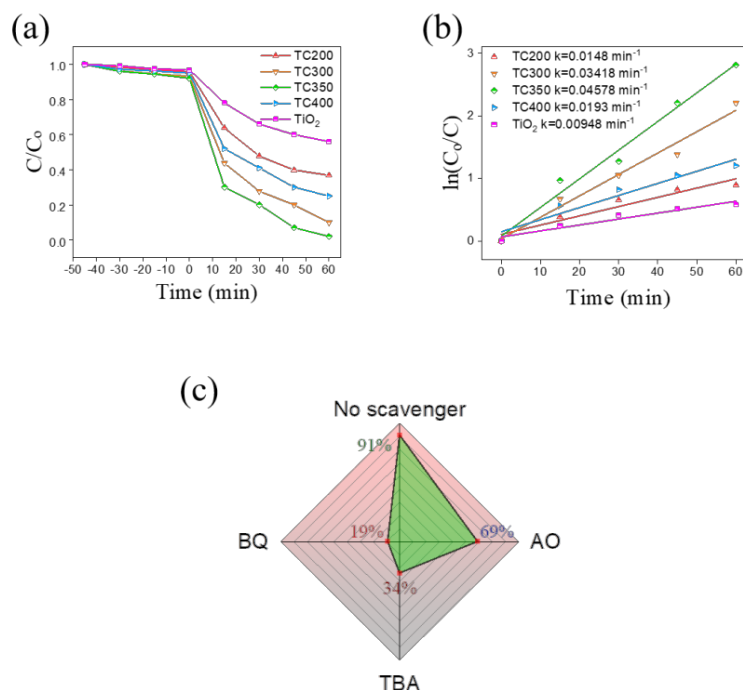 (a)
TC200
TC300
TC350
TC400
TiO₂
C/C₀
1.0
0.8
0.6
0.4
0.2
0.0
-50 -40 -30 -20 -10 0 10 20 30 40 50 60
Time (min)
(b)
TC200 k=0.0148 min⁻¹
TC300 k=0.03418 min⁻¹
TC350 k=0.04578 min⁻¹
TC400 k=0.0193 min⁻¹
TiO₂ k=0.00948 min⁻¹
ln(C₀/C)
3
2
1
0
0 10 20 30 40 50 60
Time (min)
(c)
No scavenger
91%
BQ
19%
69%
AO
34%
TBA